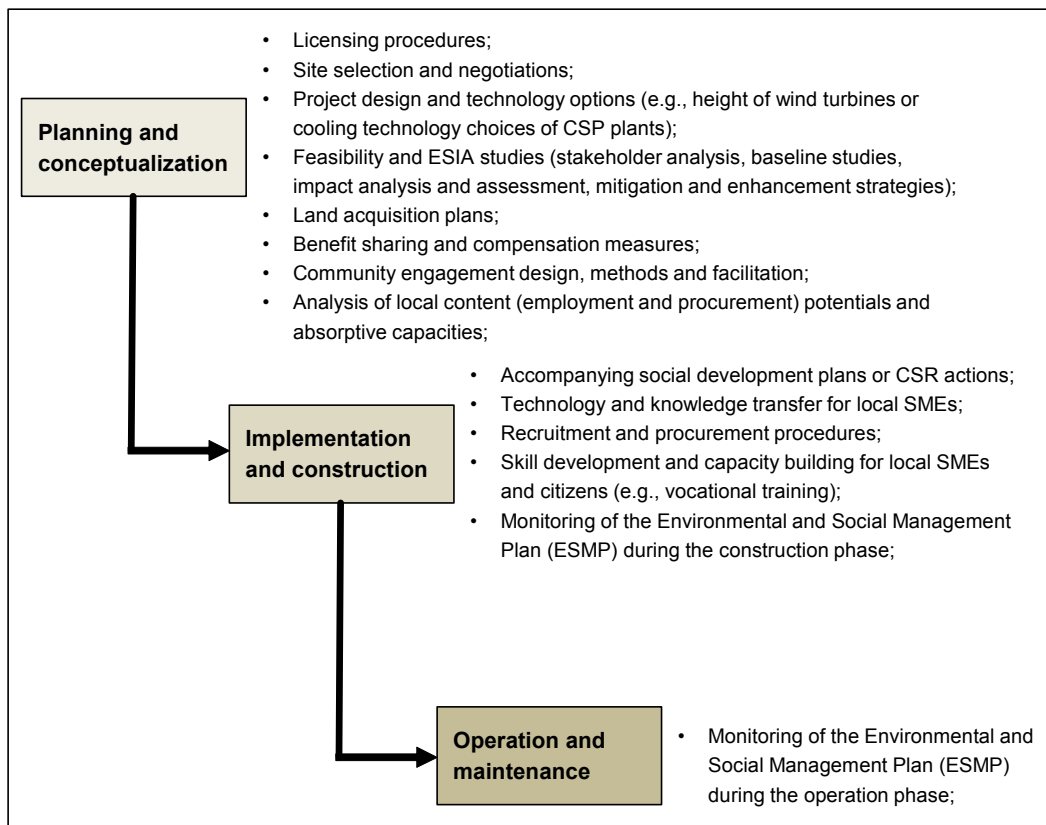 • Licensing procedures;
• Site selection and negotiations;
• Project design and technology options (e.g., height of wind turbines or
cooling technology choices of CSP plants);
• Feasibility and ESIA studies (stakeholder analysis, baseline studies,
impact analysis and assessment, mitigation and enhancement strategies);
• Land acquisition plans;
• Benefit sharing and compensation measures;
• Community engagement design, methods and facilitation;
• Analysis of local content (employment and procurement) potentials and
absorptive capacities;
Planning and
conceptualization
• Accompanying social development plans or CSR actions;
• Technology and knowledge transfer for local SMEs;
• Recruitment and procurement procedures;
• Skill development and capacity building for local SMEs
and citizens (e.g., vocational training);
• Monitoring of the Environmental and Social Management
Plan (ESMP) during the construction phase;
Implementation
and construction
Operation and
maintenance
• Monitoring of the Environmental and
Social Management Plan (ESMP)
during the operation phase;